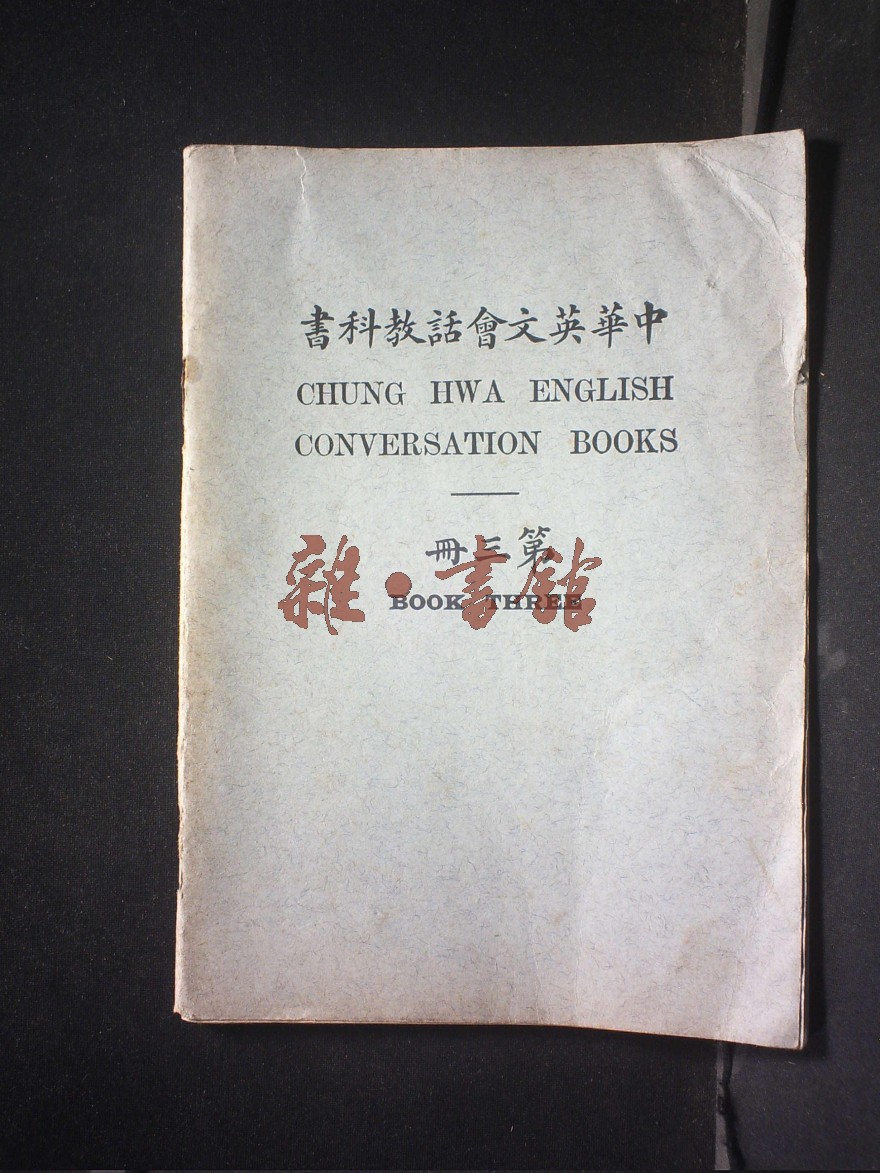 中華英文會話教科書
CHUNG HWA ENGLISH
CONVERSATION BOOKS
第三冊
BOOK THREE
雜·書館